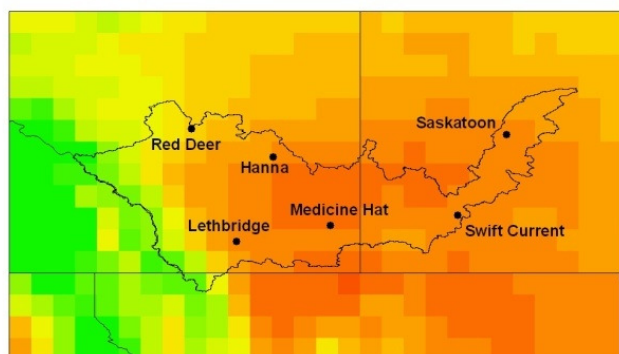 Saskatoon
Red Deer
Hanna
Medicine Hat
Lethbridge
Swift Current